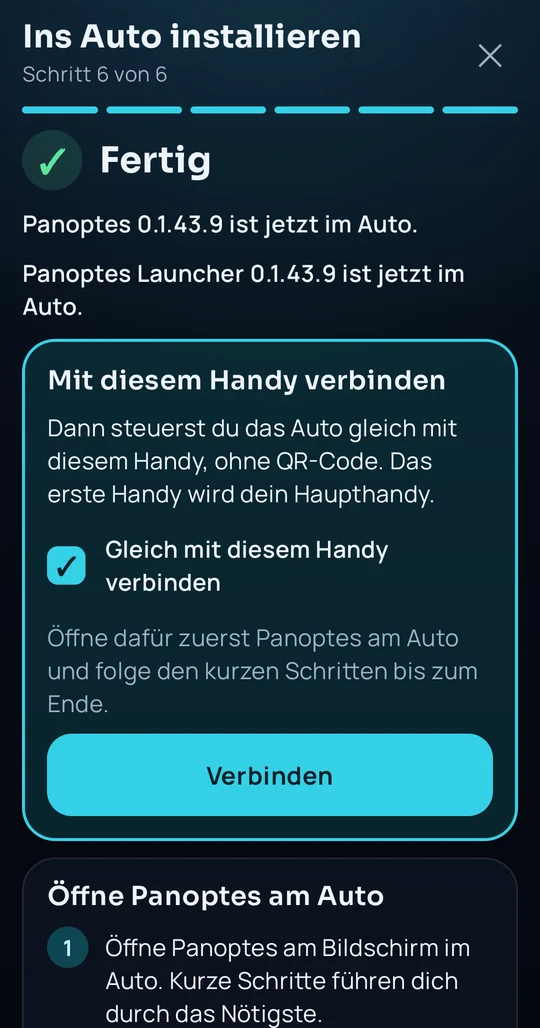 Ins Auto installieren
Schritt 6 von 6
Fertig
Panoptes 0.1.43.9 ist jetzt im Auto.
Panoptes Launcher 0.1.43.9 ist jetzt im
Auto.
Mit diesem Handy verbinden
Dann steuerst du das Auto gleich mit
diesem Handy, ohne QR-Code. Das
erste Handy wird dein Haupthandy.
Gleich mit diesem Handy
verbinden
Öffne dafür zuerst Panoptes am Auto
und folge den kurzen Schritten bis zum
Ende.
Verbinden
Öffne Panoptes am Auto
1 Öffne Panoptes am Bildschirm im
Auto. Kurze Schritte führen dich
durch das Nötigste.